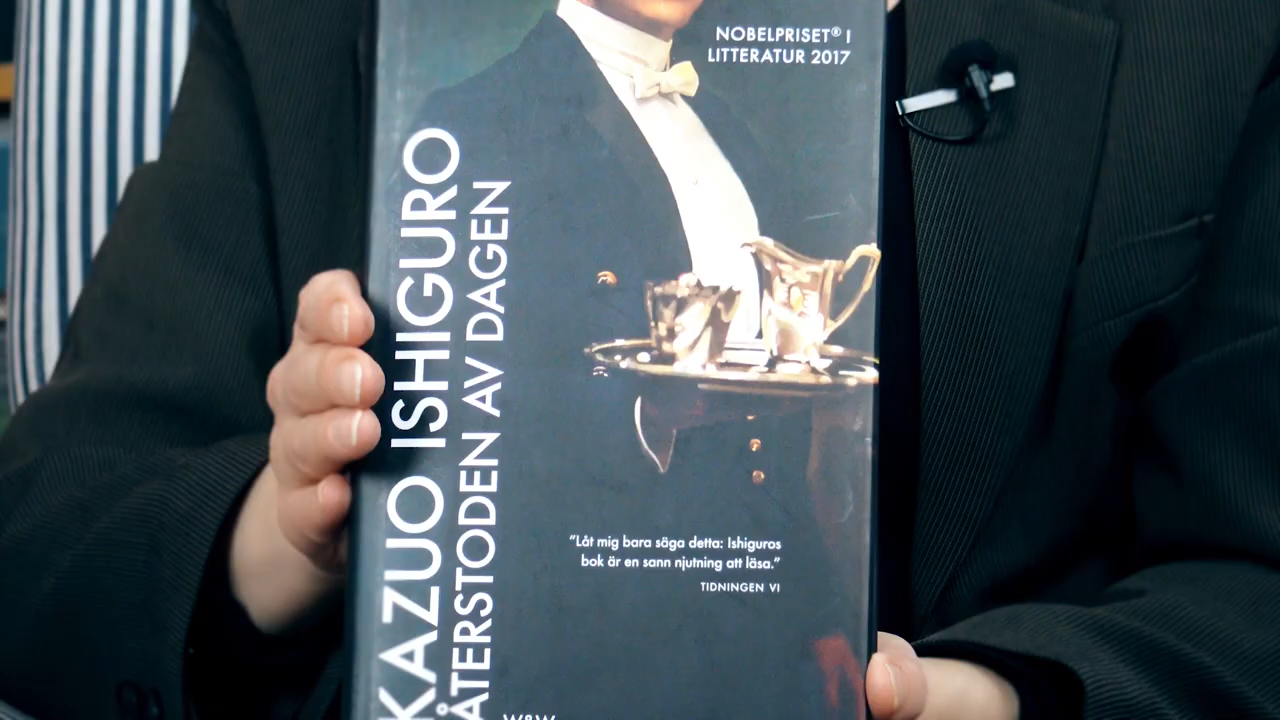 NOBELPRISET® I
LITTERATUR 2017
KAZUO ISHIGURO
ÅTERSTODEN AV DAGEN
"Låt mig bara säga detta: Ishiguros
bok är en sann njutning att läsa."
TIDNINGEN VI
W&W